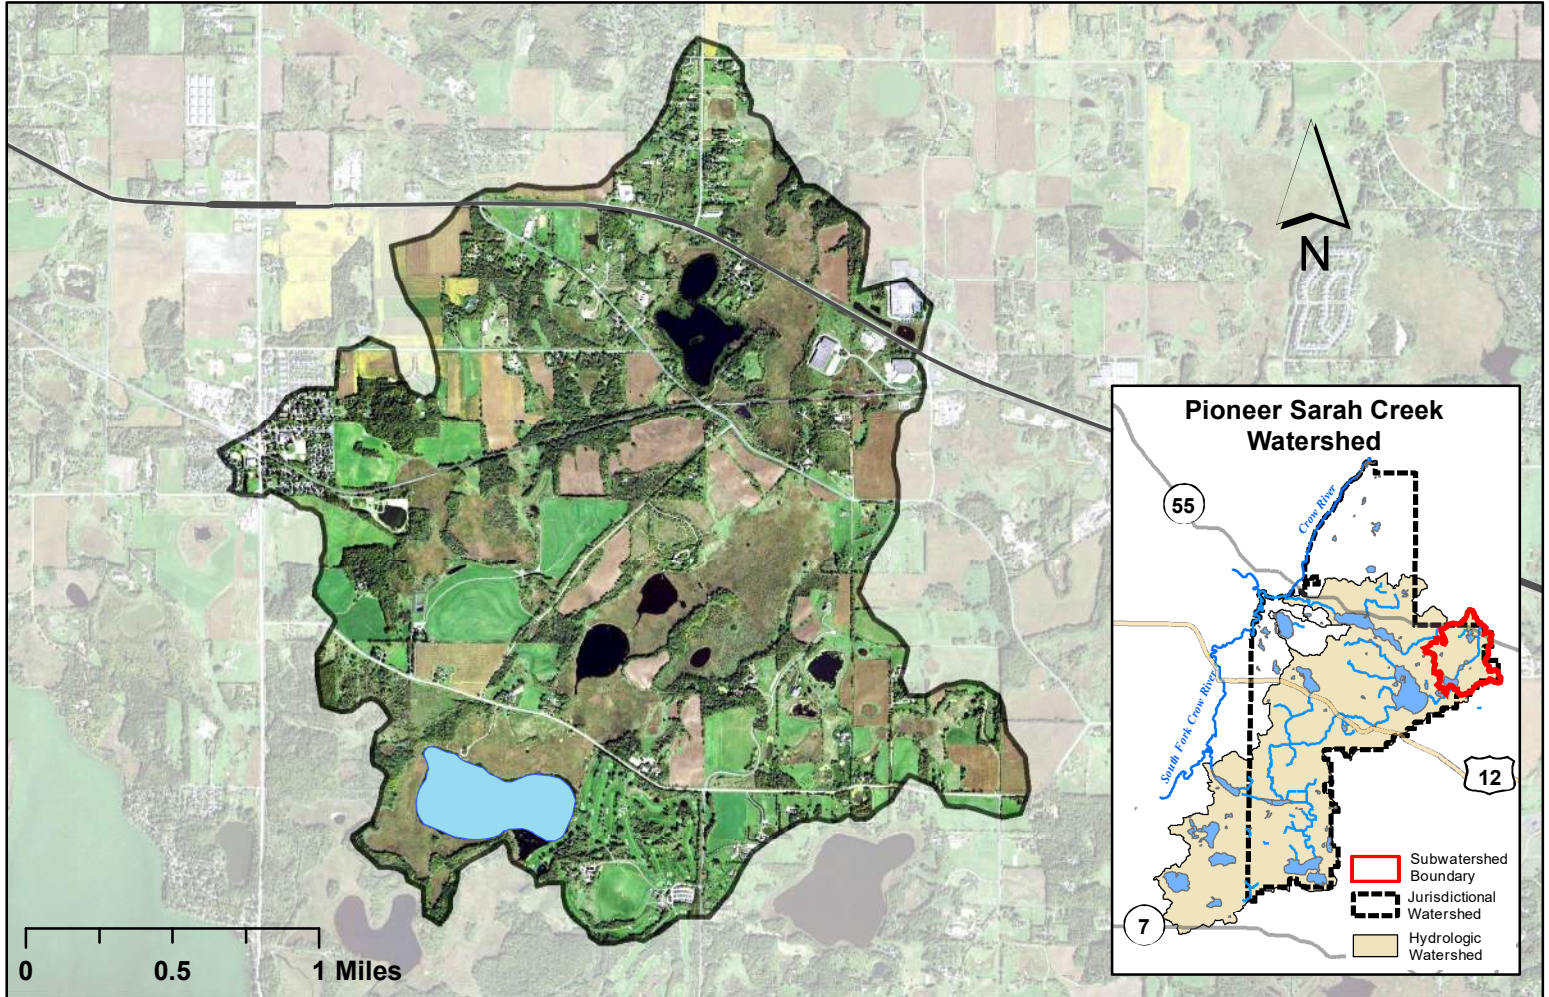 N
0
0.5
1 Miles
Pioneer Sarah Creek
Watershed
55
Crow River
South Fork Crow River
12
7
Subwatershed
Boundary
Jurisdictional
Watershed
Hydrologic
Watershed